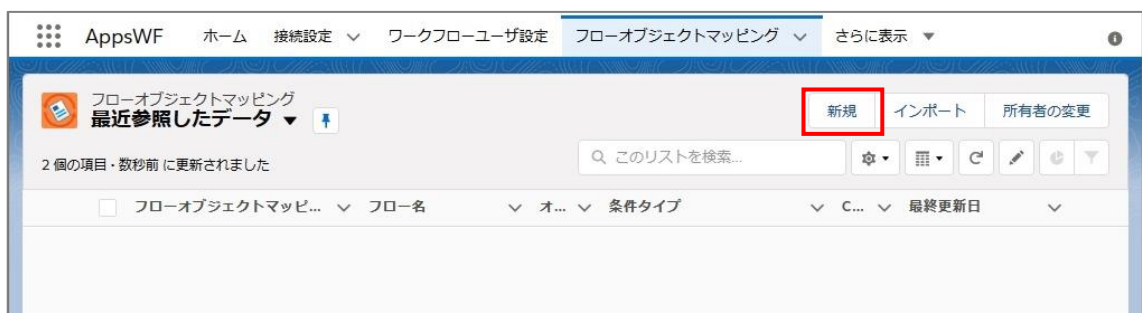 AppsWF ホーム 接続設定 ワークフローユーザ設定 フローオブジェクトマッピング さらに表示
フローオブジェクトマッピング
最近参照したデータ
新規 インポート 所有者の変更
2 個の項目・数秒前 に更新されました
このリストを検索...
フローオブジェクトマッピ... フロー名 オ... 条件タイプ C... 最終更新日